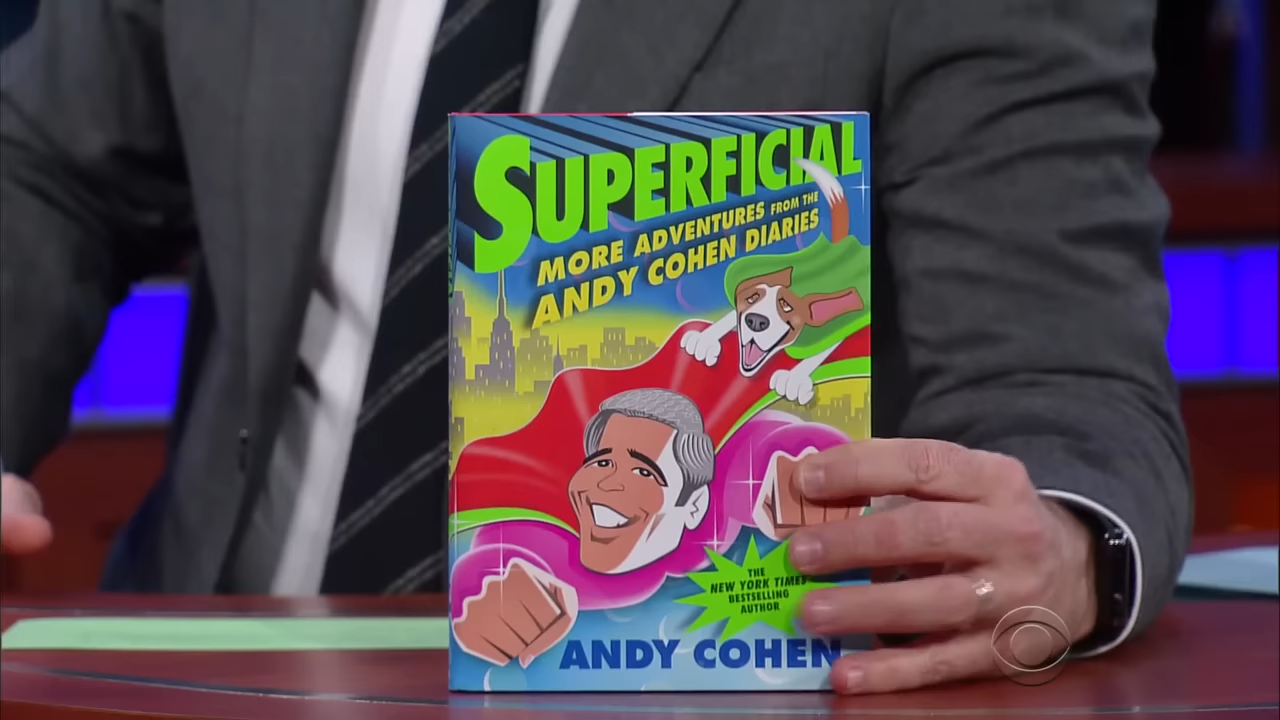 SUPERFICIAL
MORE ADVENTURES FROM THE
ANDY COHEN DIARIES
THE
NEW YORK TIMES
BESTSELLING
AUTHOR
ANDY COHEN